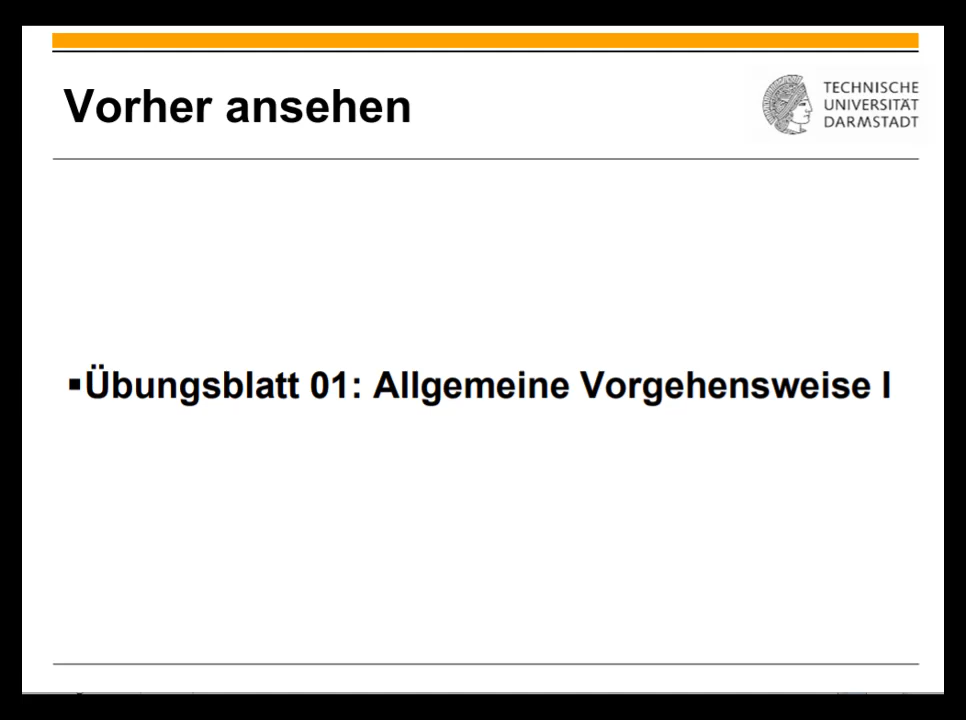 Vorher ansehen
TECHNISCHE
UNIVERSITÄT
DARMSTADT
▪Übungsblatt 01: Allgemeine Vorgehensweise I